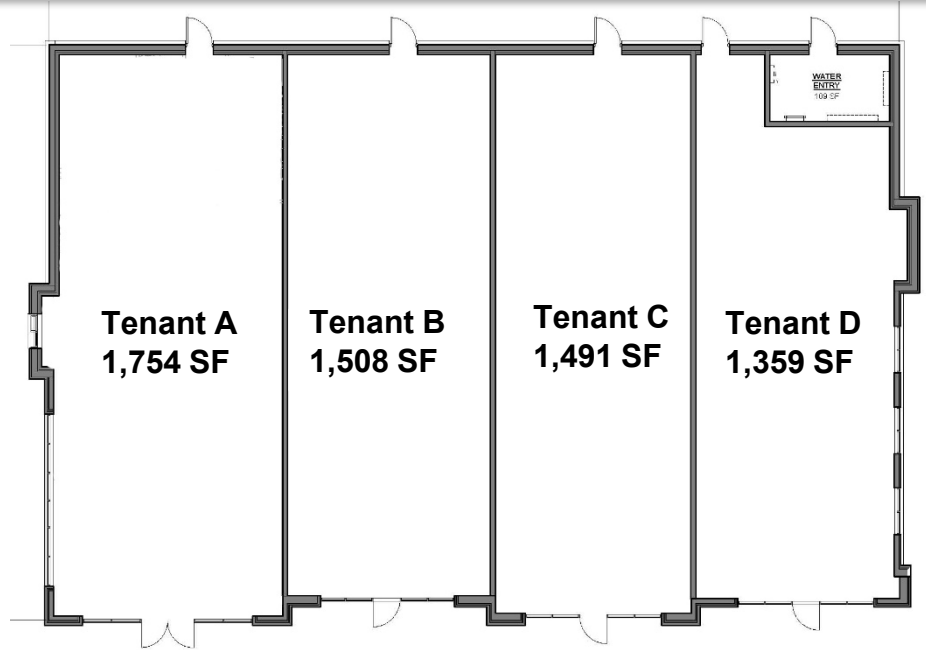 WATER
ENTRY
109 SF
Tenant A
1,754 SF
Tenant B
1,508 SF
Tenant C
1,491 SF
Tenant D
1,359 SF